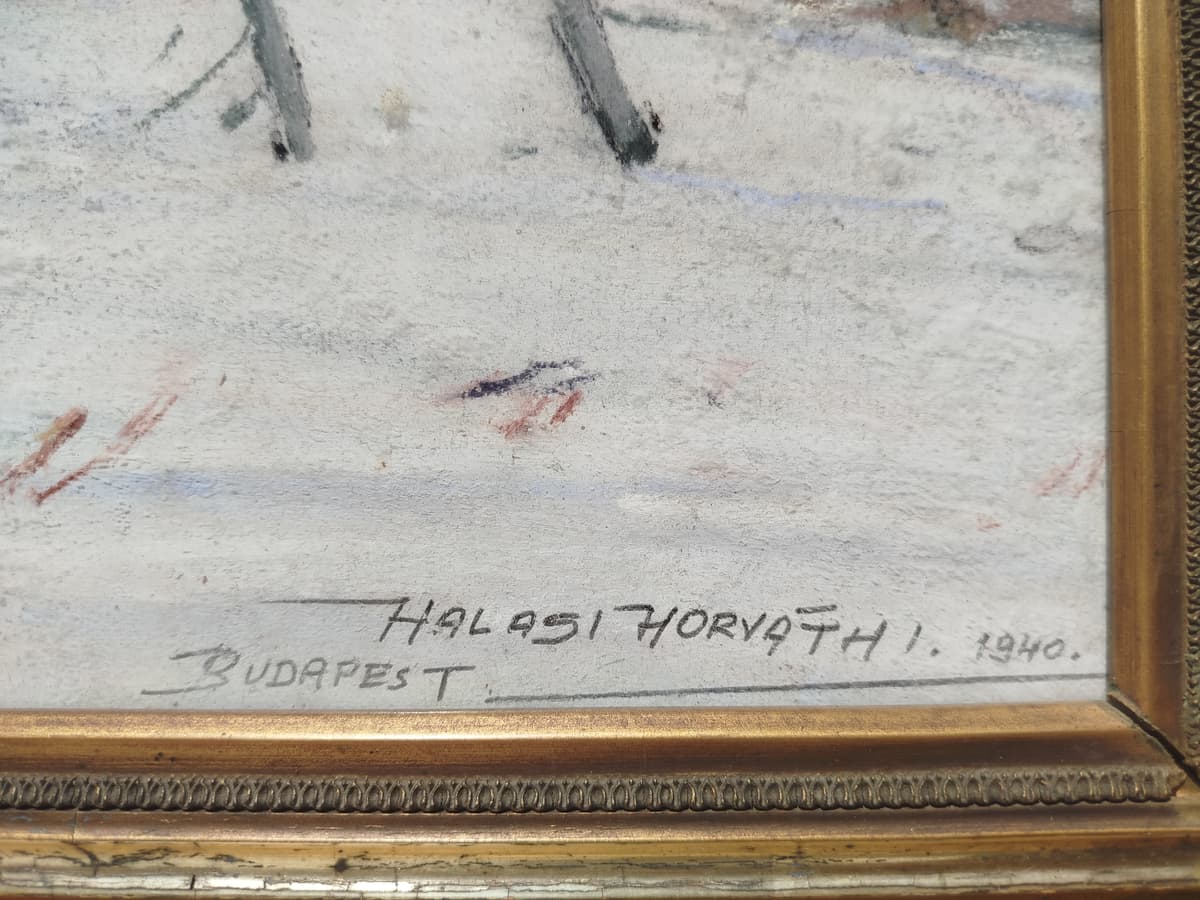 HALASI HORVÁTH I. 1940.
BUDAPEST